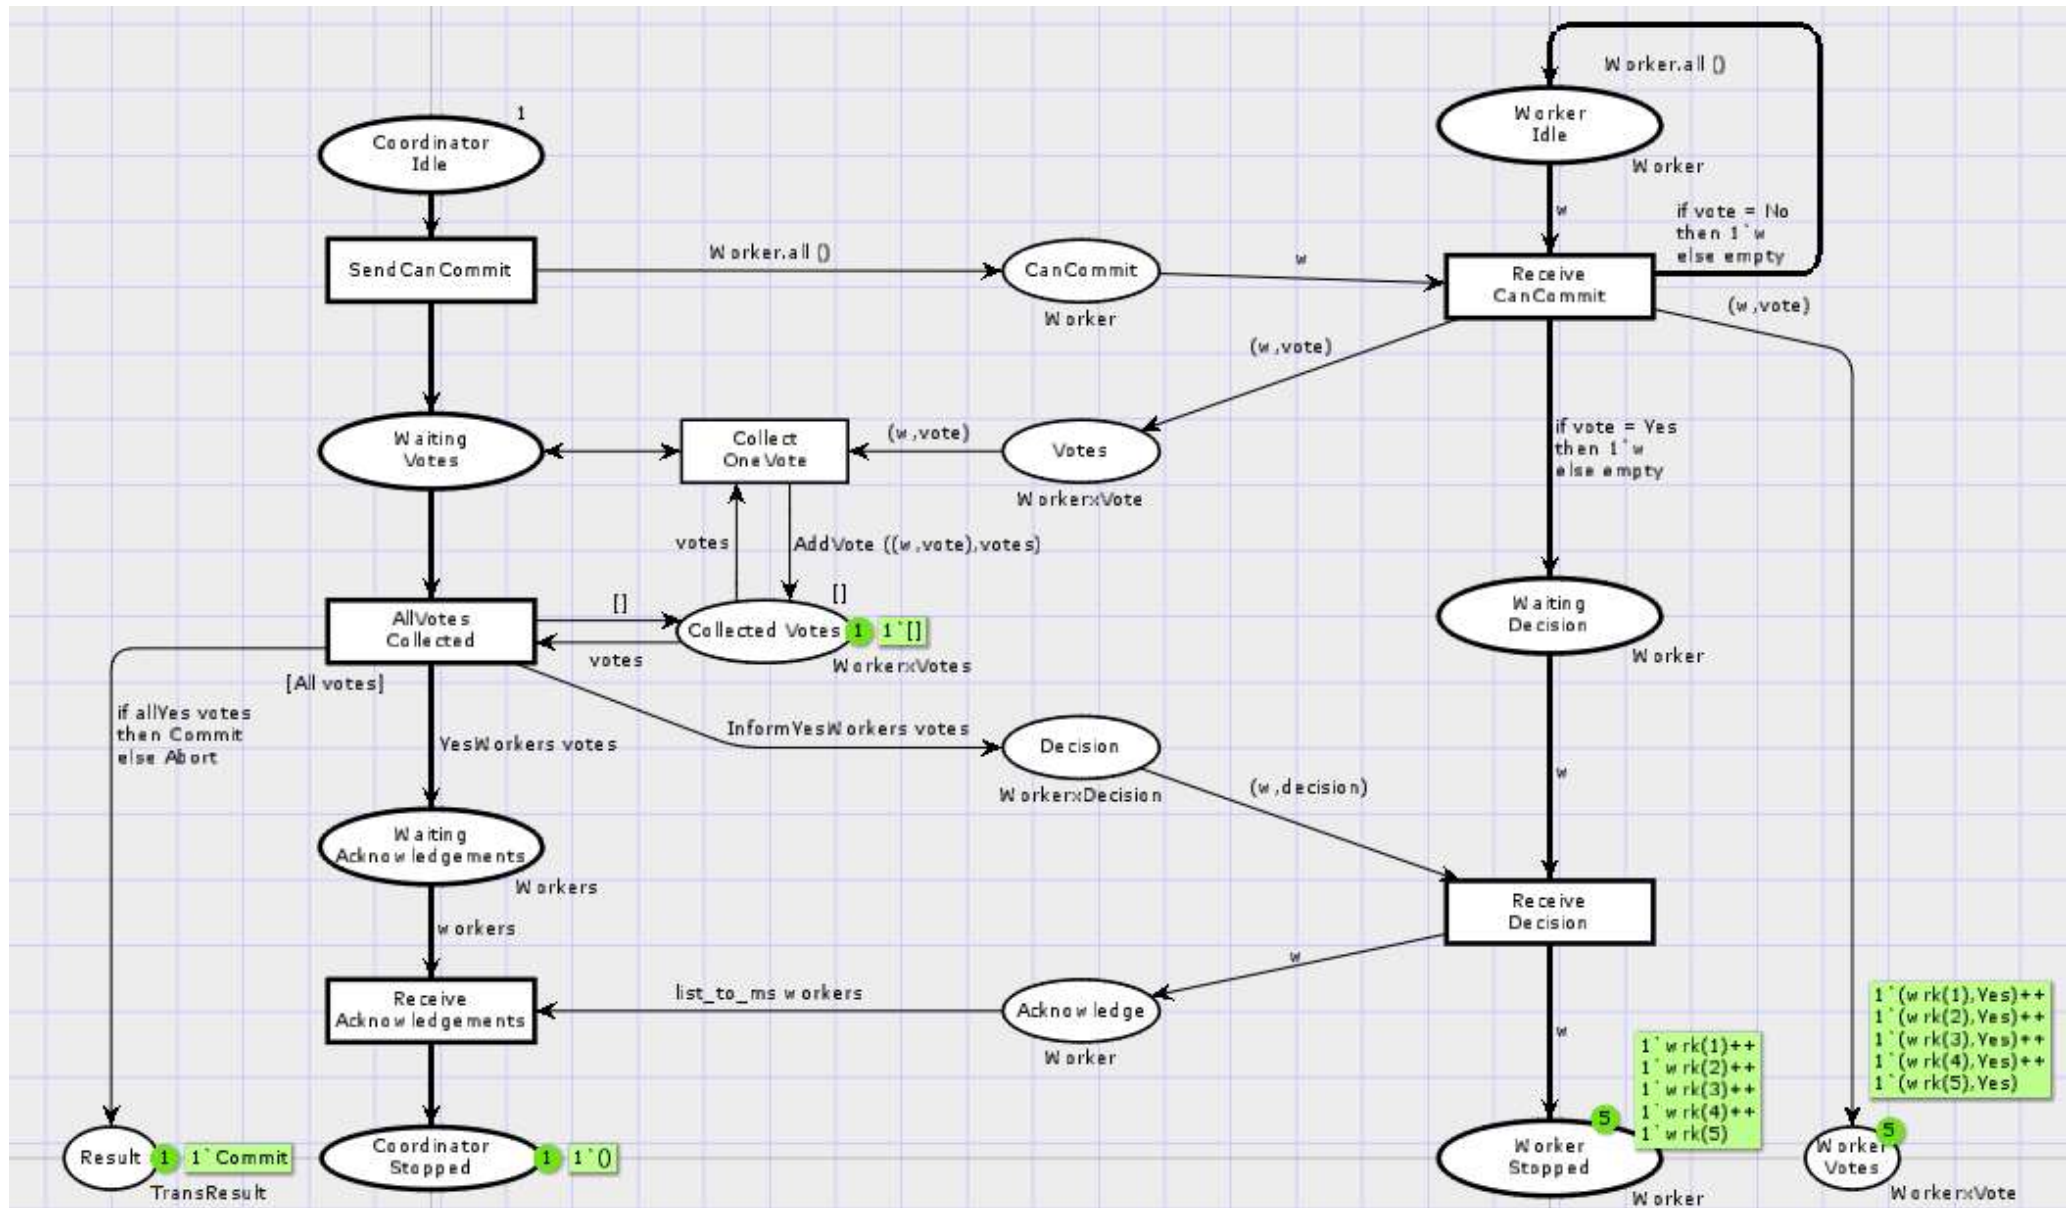 Worker.all ()
1
Coordinator
Idle
Worker
Idle
Worker
w
if vote = No
then 1`w
else empty
SendCanCommit
Worker.all ()
CanCommit
Worker
w
Receive
CanCommit
(w,vote)
(w,vote)
Waiting
Votes
Collect
OneVote
(w,vote)
Votes
WorkerxVote
if vote = Yes
then 1`w
else empty
votes
AddVote ((w,vote),votes)
AllVotes
Collected
[]
votes
[]
Collected Votes
1
1`[]
WorkerxVotes
Waiting
Decision
Worker
[All votes]
if allYes votes
then Commit
else Abort
YesWorkers votes
InformYesWorkers votes
Decision
WorkerxDecision
(w,decision)
w
Waiting
Acknowledgements
Workers
workers
Receive
Decision
w
Receive
Acknowledgements
list_to_ms workers
Acknowledge
Worker
w
1`wrk(1)++
1`wrk(2)++
1`wrk(3)++
1`wrk(4)++
1`wrk(5)
1`(wrk(1),Yes)++
1`(wrk(2),Yes)++
1`(wrk(3),Yes)++
1`(wrk(4),Yes)++
1`(wrk(5),Yes)
Result
1
1`Commit
TransResult
Coordinator
Stopped
1
1`()
5
Worker
Stopped
Worker
5
Worker
Votes
WorkerxVote